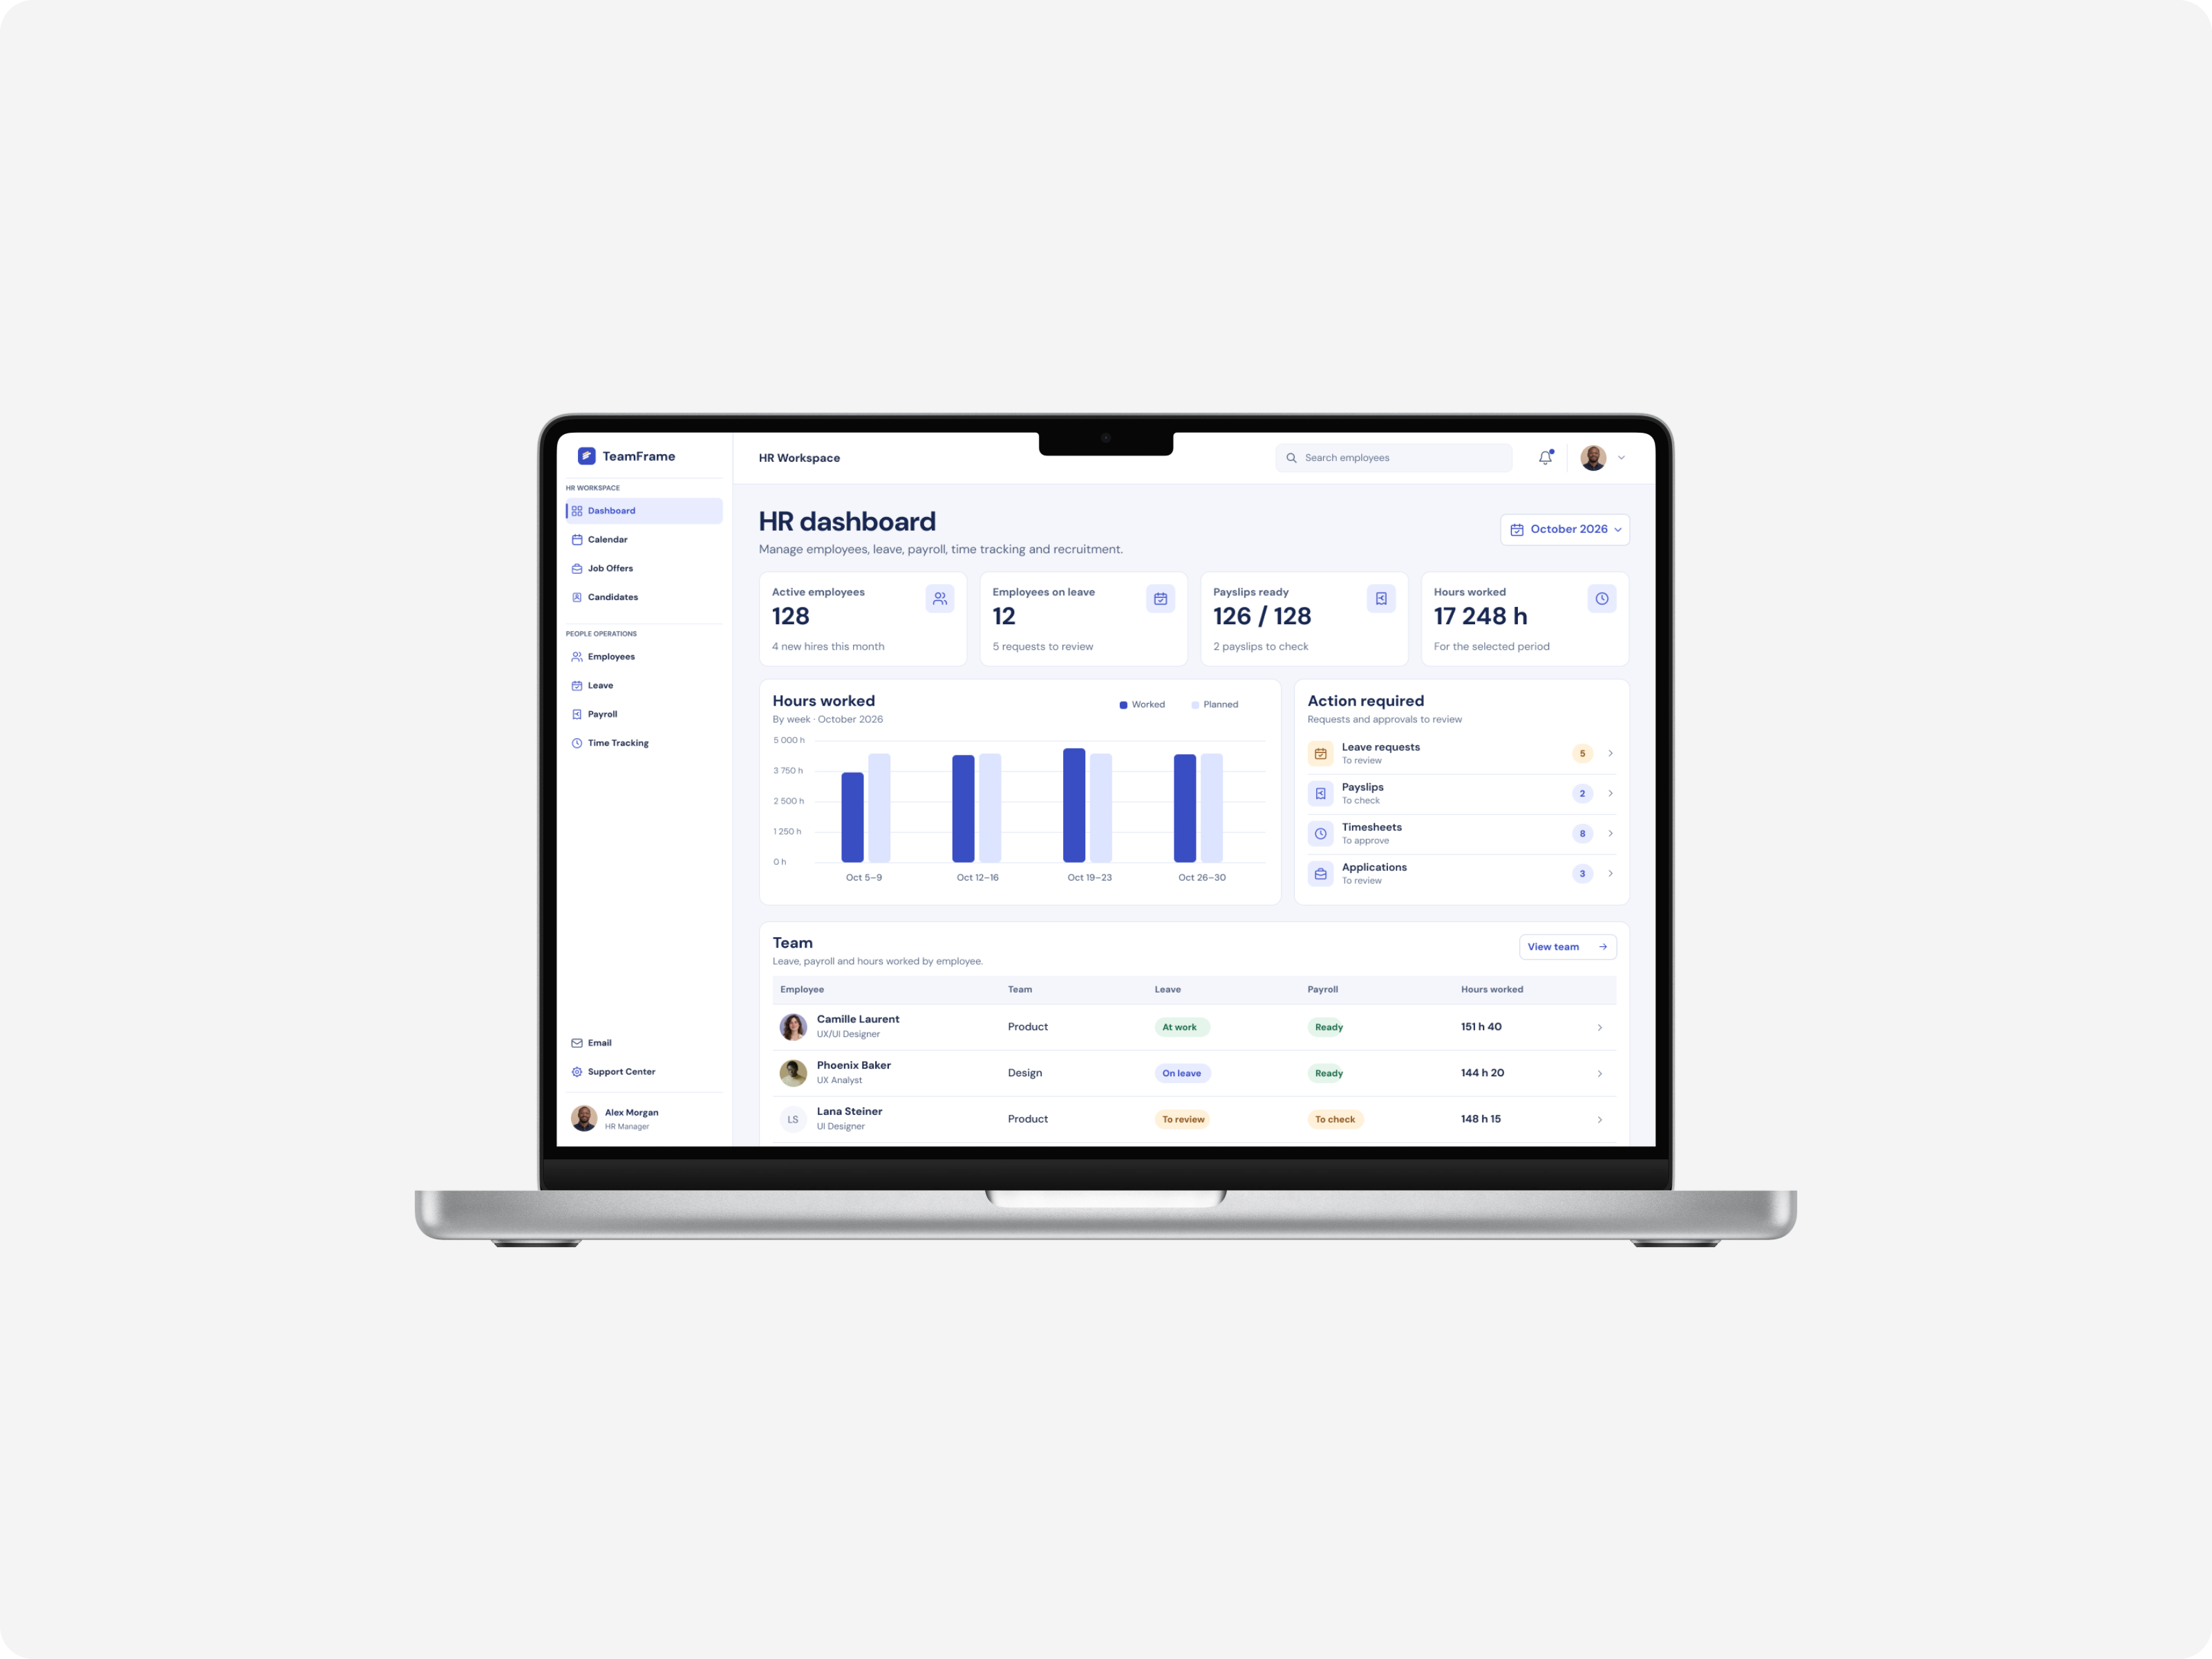 TeamFrame
HR WORKSPACE
Dashboard
Calendar
Job Offers
Candidates
PEOPLE OPERATIONS
Employees
Leave
Payroll
Time Tracking
Email
Support Center
Alex Morgan
HR Manager
HR Workspace
Search employees
HR dashboard
Manage employees, leave, payroll, time tracking and recruitment.
October 2026
Active employees
128
4 new hires this month
Employees on leave
12
5 requests to review
Payslips ready
126 / 128
2 payslips to check
Hours worked
17 248 h
For the selected period
Hours worked
By week · October 2026
Worked
Planned
5 000 h
3 750 h
2 500 h
1 250 h
0 h
Oct 5–9
Oct 12–16
Oct 19–23
Oct 26–30
Action required
Requests and approvals to review
Leave requests
To review
5
Payslips
To check
2
Timesheets
To approve
8
Applications
To review
3
Team
Leave, payroll and hours worked by employee.
View team
Employee Team Leave Payroll Hours worked
Camille Laurent
UX/UI Designer
Product
At work
Ready
151 h 40
Phoenix Baker
UX Analyst
Design
On leave
Ready
144 h 20
LS
Lana Steiner
UI Designer
Product
To review
To check
148 h 15